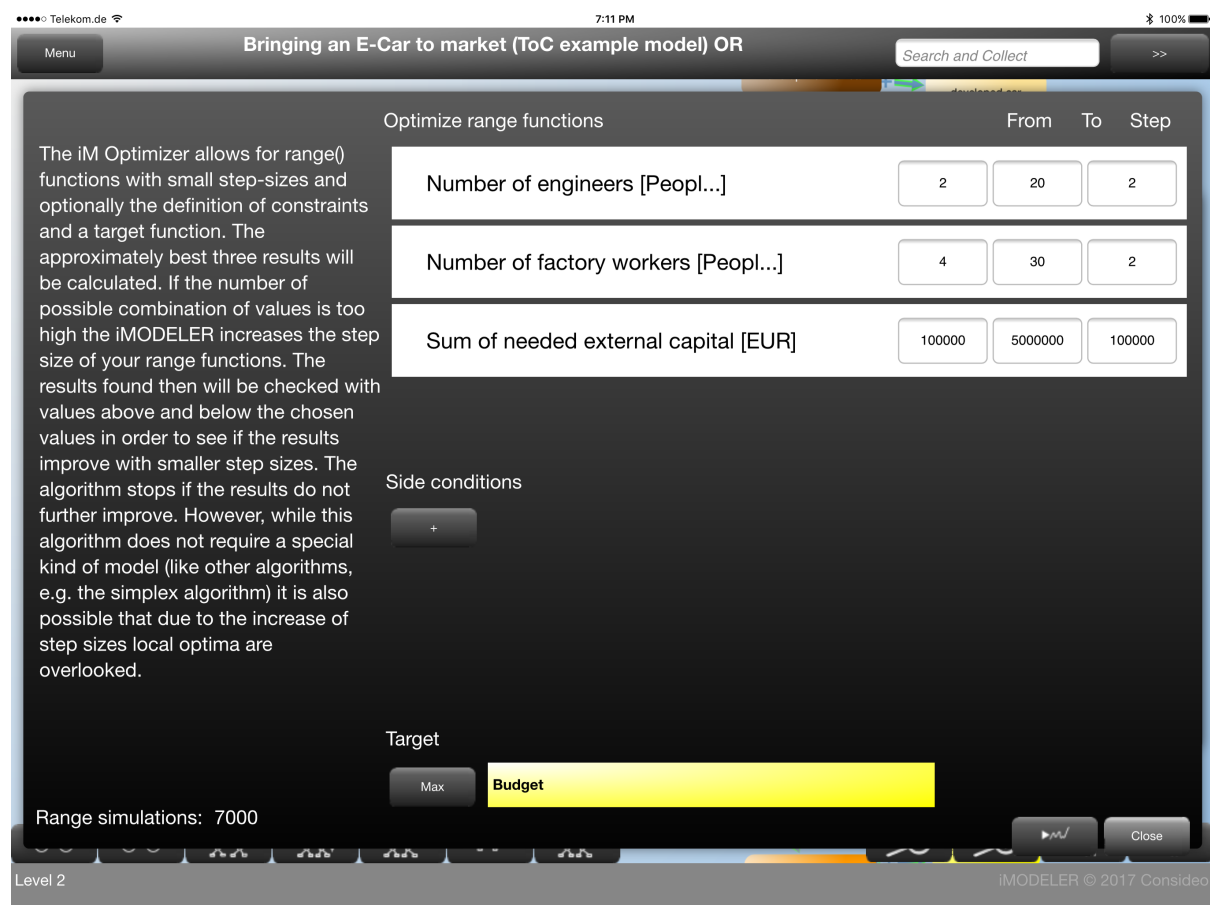 Telekom.de 7:11 PM 100%
Menu Bringing an E-Car to market (ToC example model) OR Search and Collect >>
Optimize range functions From To Step
The iM Optimizer allows for range()
functions with small step-sizes and
optionally the definition of constraints
and a target function. The
approximately best three results will
be calculated. If the number of
possible combination of values is too
high the iMODELER increases the step
size of your range functions. The
results found then will be checked with
values above and below the chosen
values in order to see if the results
improve with smaller step sizes. The
algorithm stops if the results do not
further improve. However, while this
algorithm does not require a special
kind of model (like other algorithms,
e.g. the simplex algorithm) it is also
possible that due to the increase of
step sizes local optima are
overlooked.
Number of engineers [Peopl...] 2 20 2
Number of factory workers [Peopl...] 4 30 2
Sum of needed external capital [EUR] 100000 5000000 100000
Side conditions
+
Target
Max Budget
Range simulations: 7000
Close
Level 2 iMODELER © 2017 Consideo